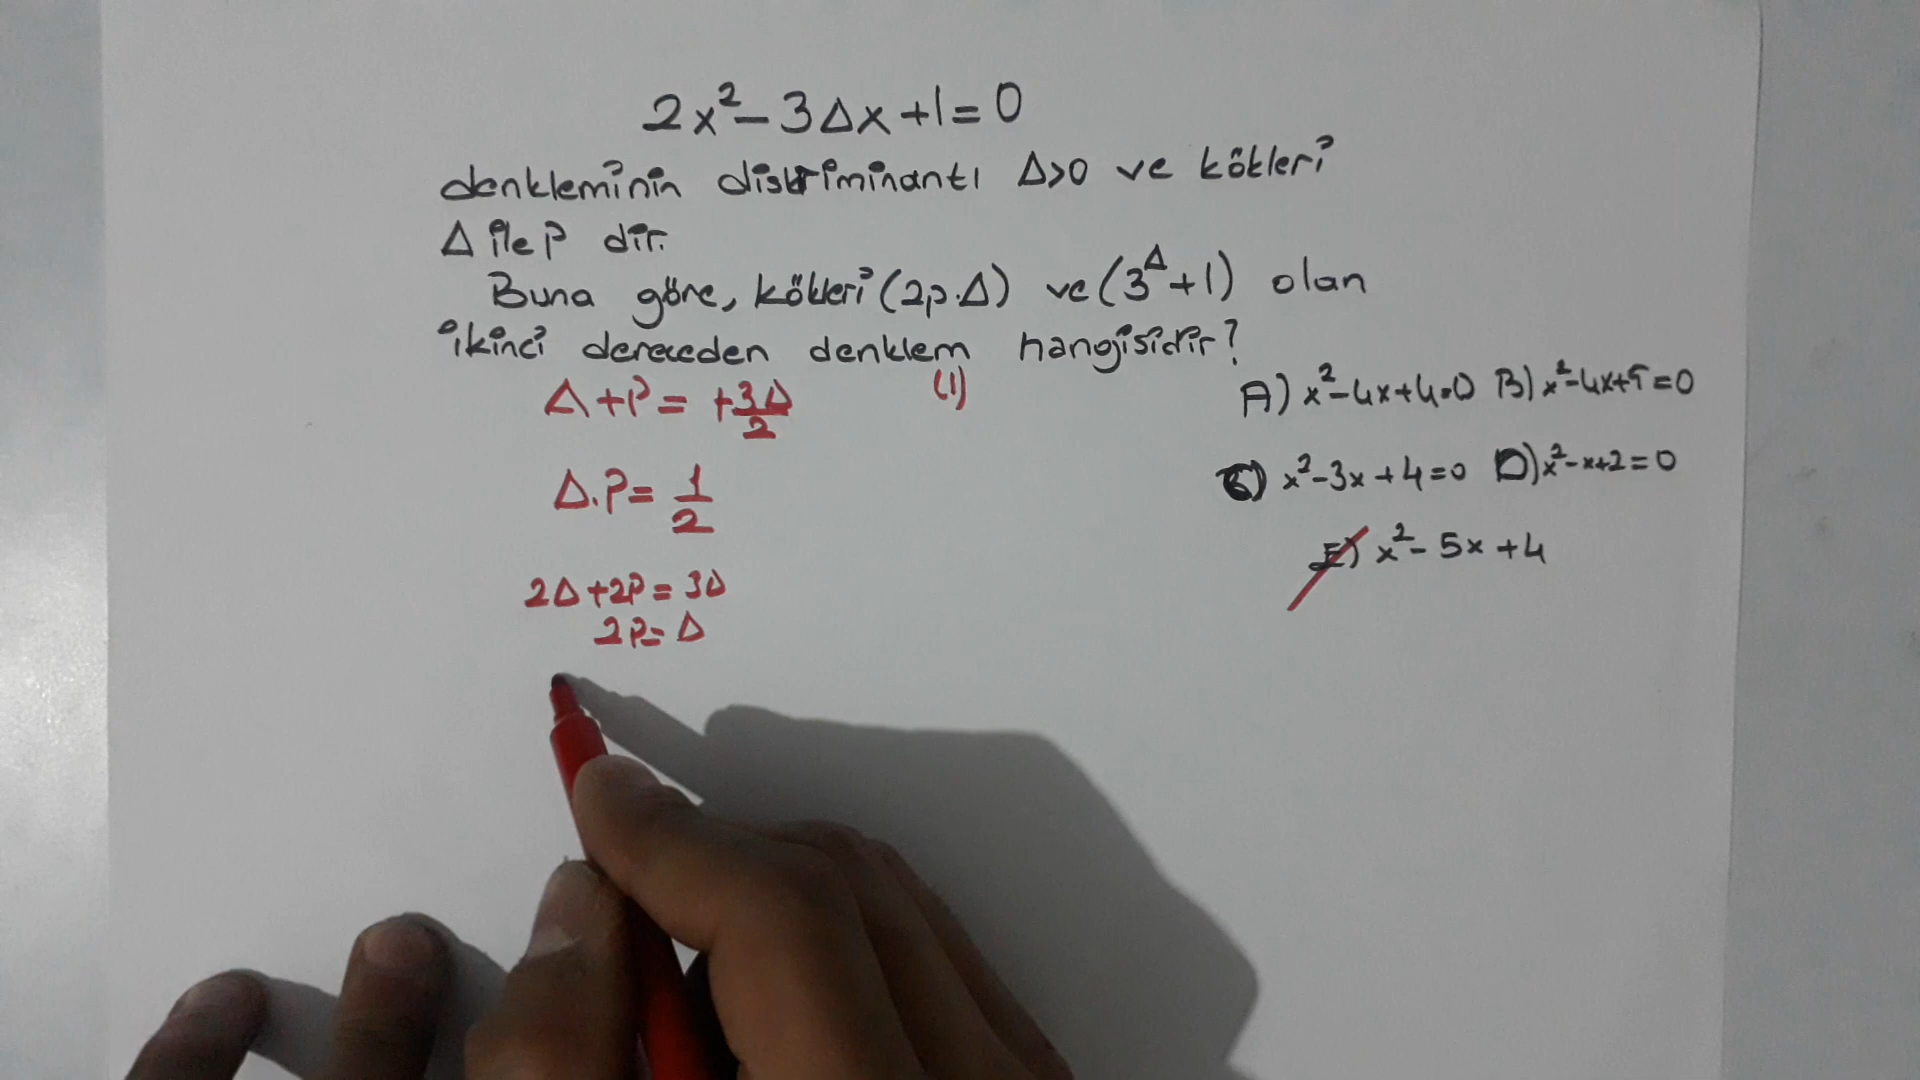 2x²-3Δx+1=0
denkleminin diskriminantı Δ>0 ve kökleri
Δ ile P dir.
Buna göre, kökleri (2p.Δ) ve (3^Δ+1) olan
ikinci dereceden denklem hangisidir?
(1)
Δ+P= +3Δ/2
Δ.P= 1/2
2Δ+2P= 3Δ
2P= Δ
A) x²-4x+4=0 B) x²-4x+5=0
C) x²-3x+4=0 D) x²-x+2=0
E) x²-5x+4